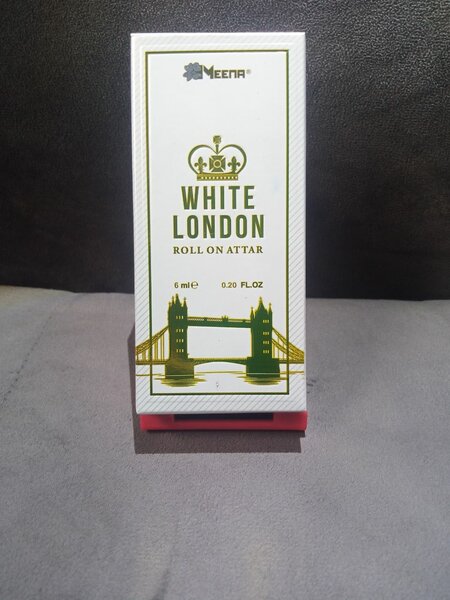 MEENA®
WHITE
LONDON
ROLL ON ATTAR
6 ml℮ 0.20 FL.OZ